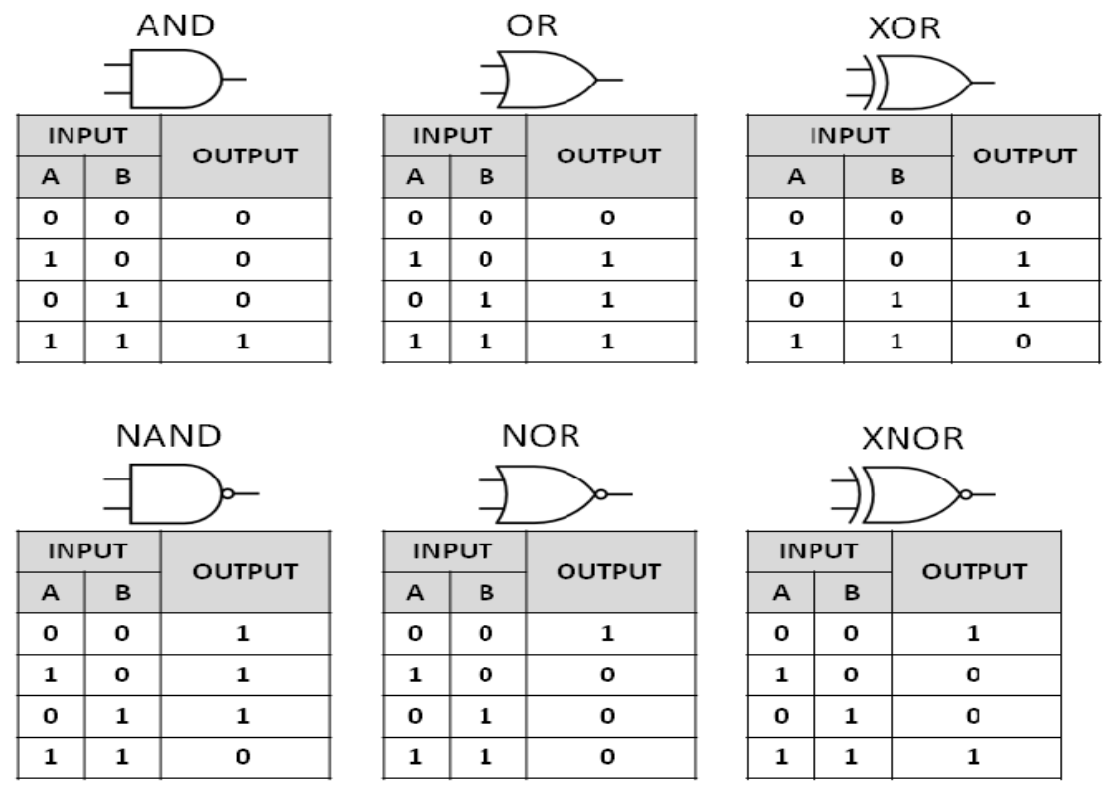 AND
INPUT OUTPUT
A B
0 0 0
1 0 0
0 1 0
1 1 1
OR
INPUT OUTPUT
A B
0 0 0
1 0 1
0 1 1
1 1 1
XOR
INPUT OUTPUT
A B
0 0 0
1 0 1
0 1 1
1 1 0
NAND
INPUT OUTPUT
A B
0 0 1
1 0 1
0 1 1
1 1 0
NOR
INPUT OUTPUT
A B
0 0 1
1 0 0
0 1 0
1 1 0
XNOR
INPUT OUTPUT
A B
0 0 1
1 0 0
0 1 0
1 1 1